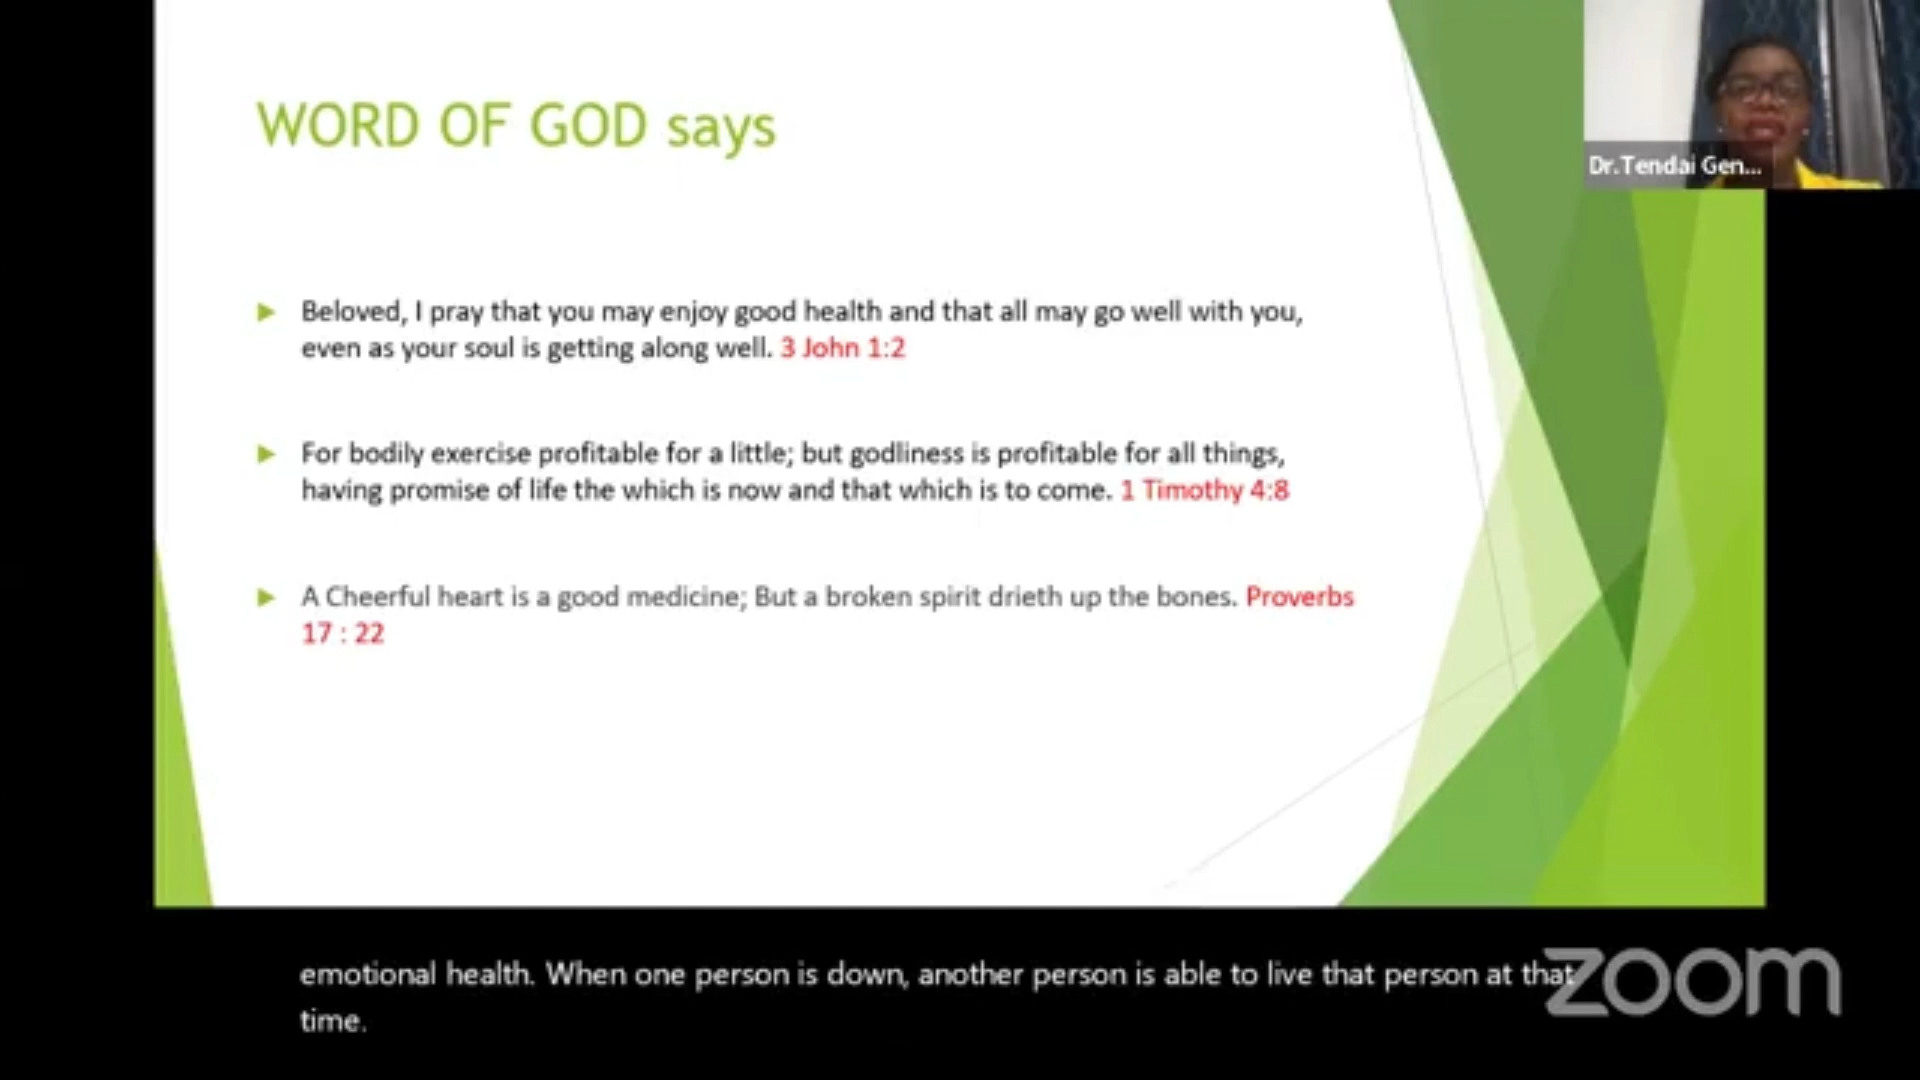 WORD OF GOD says
Dr.Tendai Gen...
Beloved, I pray that you may enjoy good health and that all may go well with you,
even as your soul is getting along well. 3 John 1:2
For bodily exercise profitable for a little; but godliness is profitable for all things,
having promise of life the which is now and that which is to come. 1 Timothy 4:8
A Cheerful heart is a good medicine; But a broken spirit drieth up the bones. Proverbs
17 : 22
emotional health. When one person is down, another person is able to live that person at that
time.
zoom